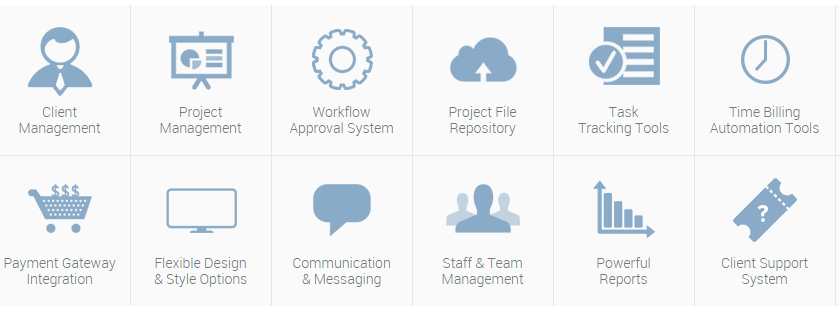 Client
Management
Project
Management
Workflow
Approval System
Project File
Repository
Task
Tracking Tools
Time Billing
Automation Tools
$$$
Payment Gateway
Integration
Flexible Design
& Style Options
Communication
& Messaging
Staff & Team
Management
Powerful
Reports
?
Client Support
System